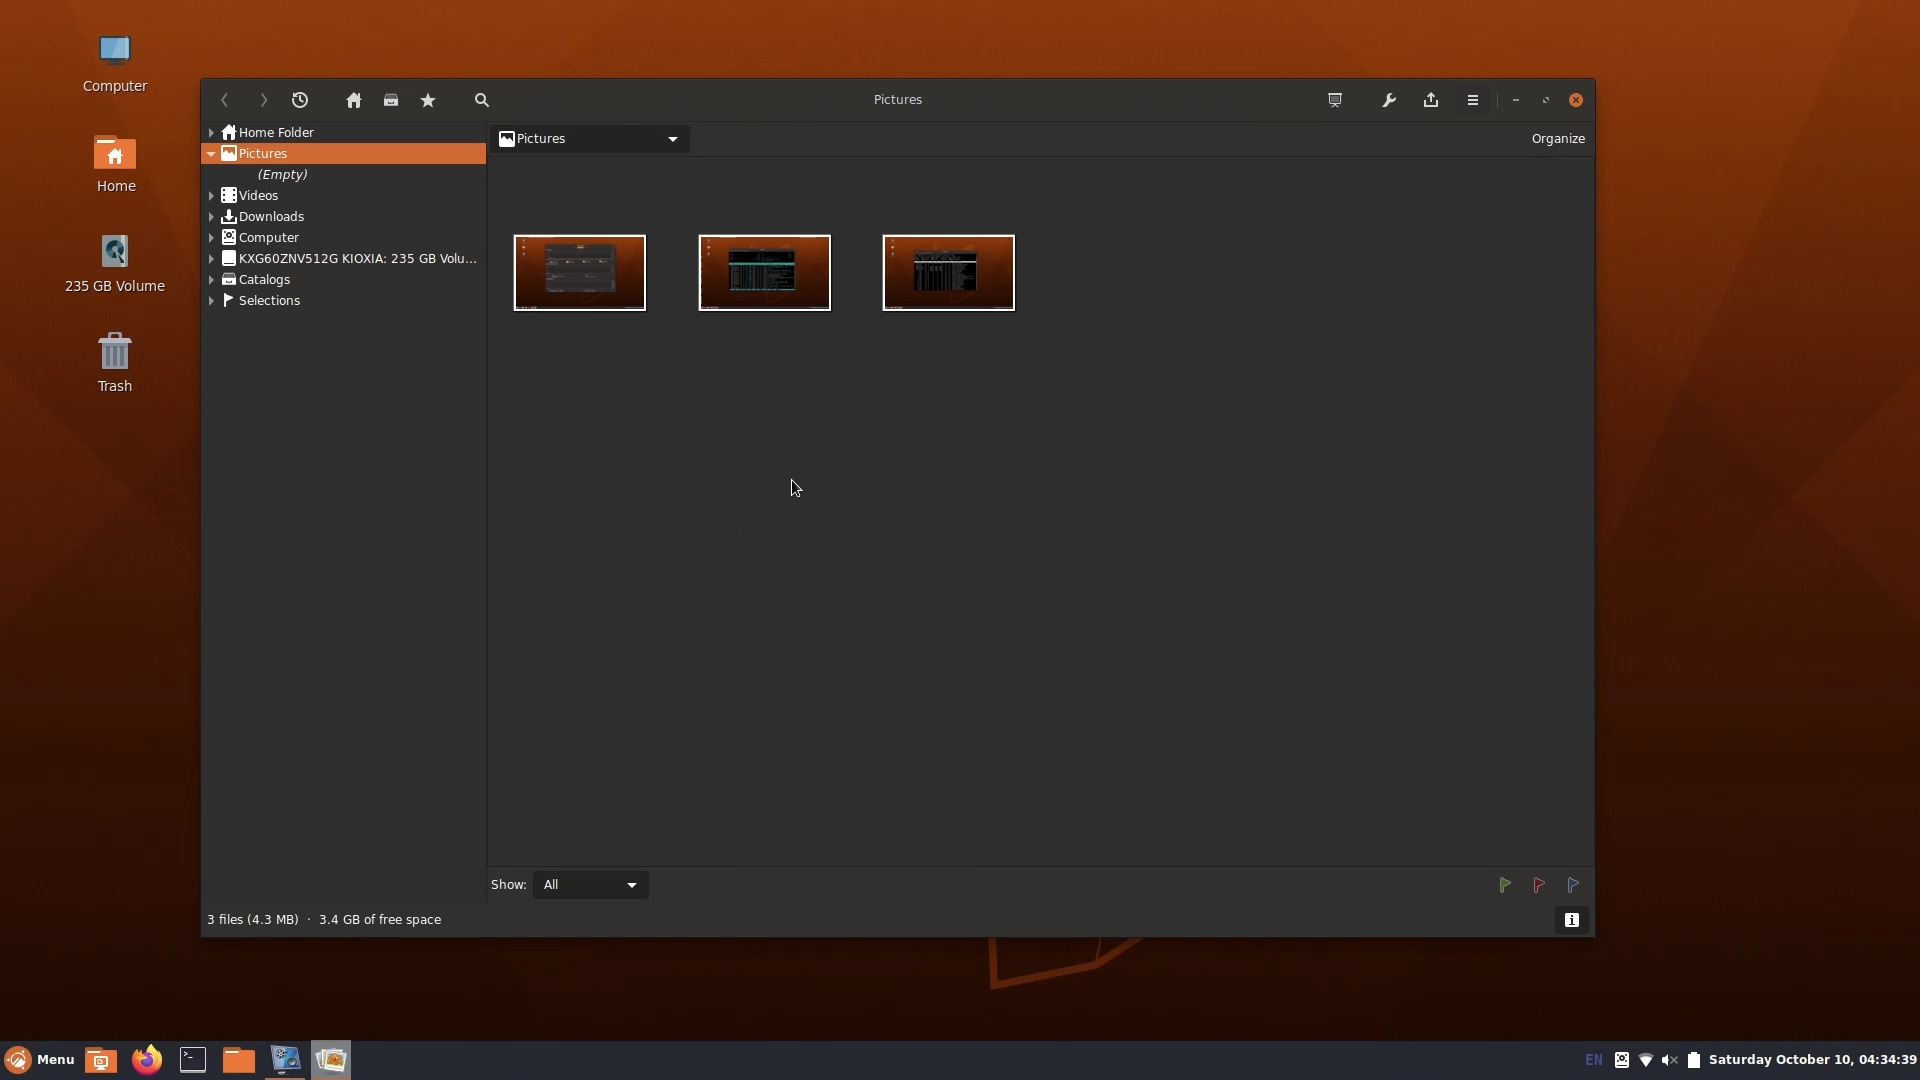 Computer
Home
235 GB Volume
Trash
Pictures
Home Folder
Pictures
(Empty)
Videos
Downloads
Computer
KXG60ZNV512G KIOXIA: 235 GB Volu...
Catalogs
Selections
Pictures
Organize
Show:
All
3 files (4.3 MB) · 3.4 GB of free space
Menu
EN
Saturday October 10, 04:34:39